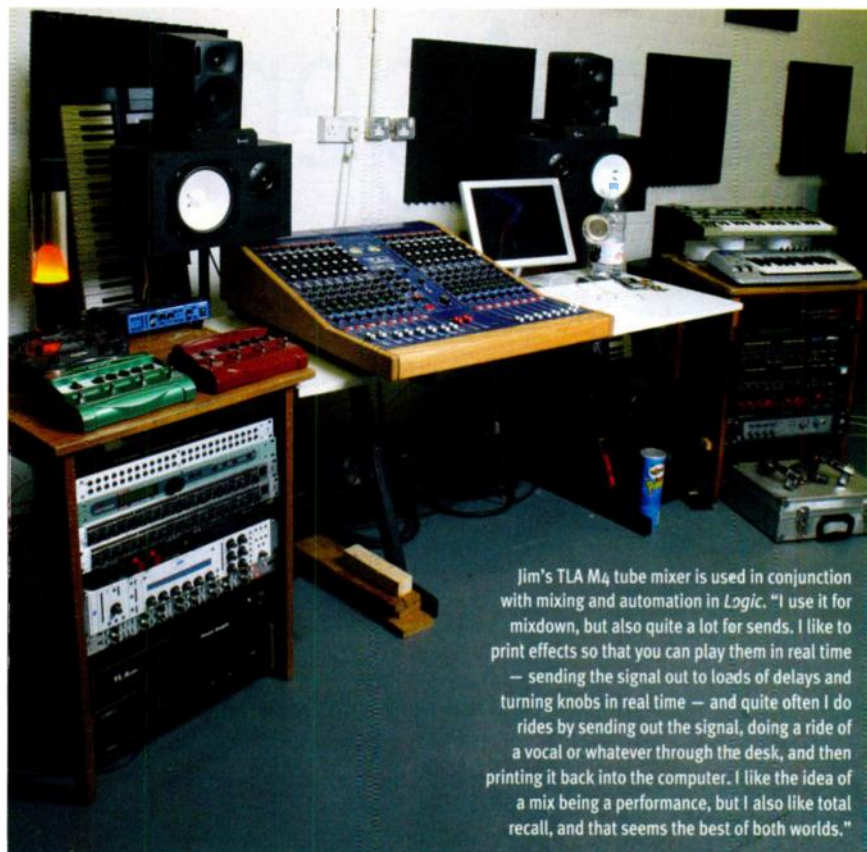 Jim's TLA M4 tube mixer is used in conjunction
with mixing and automation in Logic. “I use it for
mixdown, but also quite a lot for sends. I like to
print effects so that you can play them in real time
— sending the signal out to loads of delays and
turning knobs in real time — and quite often I do
rides by sending out the signal, doing a ride of
a vocal or whatever through the desk, and then
printing it back into the computer. I like the idea of
a mix being a performance, but I also like total
recall, and that seems the best of both worlds.”